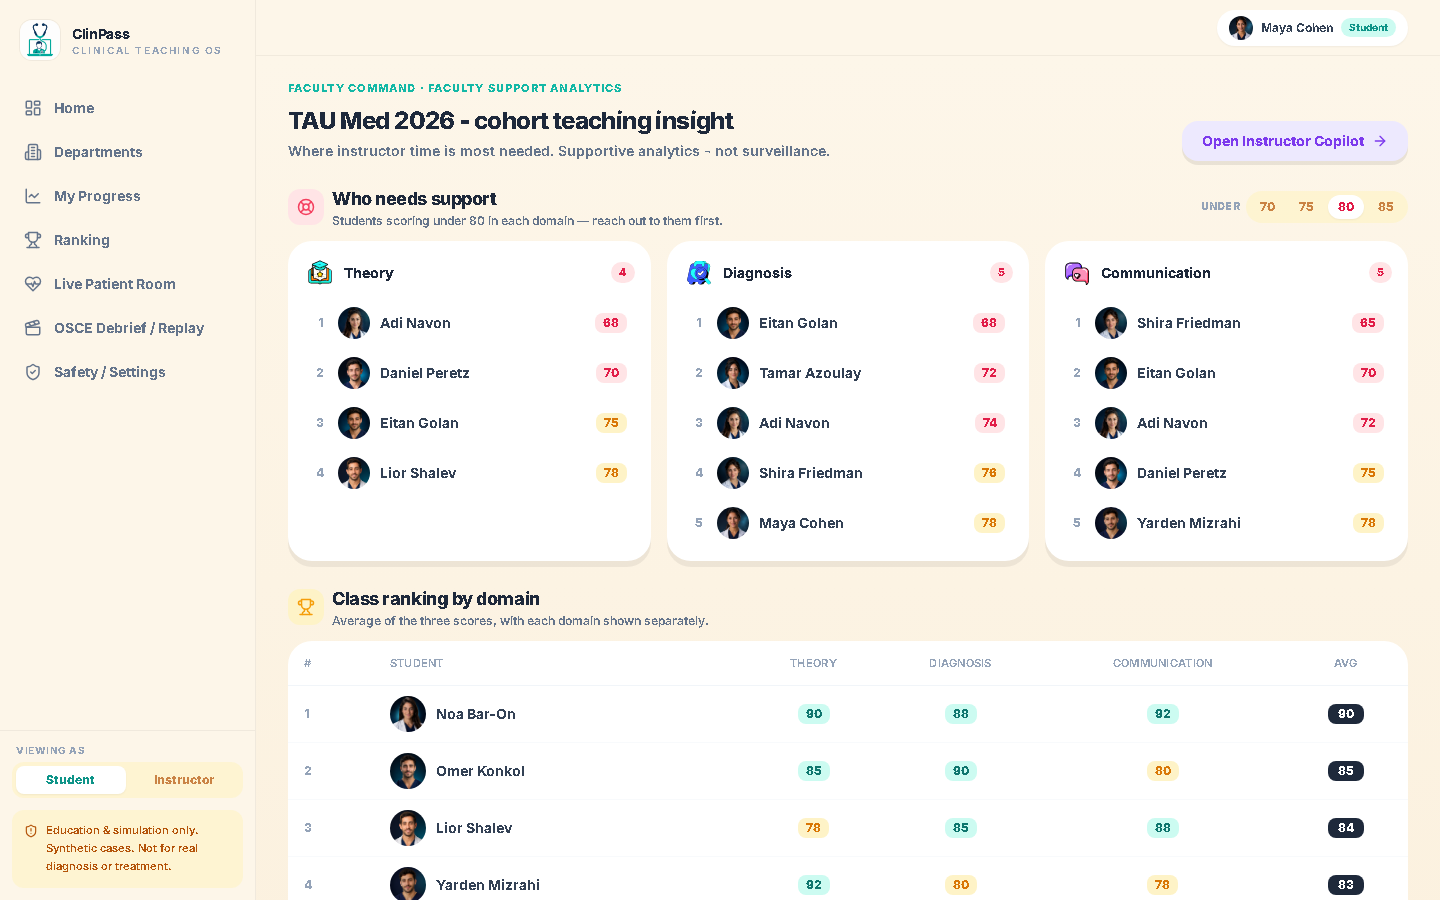 ClinPass
CLINICAL TEACHING OS
Home
Departments
My Progress
Ranking
Live Patient Room
OSCE Debrief / Replay
Safety / Settings
VIEWING AS
Student
Instructor
Education & simulation only.
Synthetic cases. Not for real
diagnosis or treatment.
Maya Cohen Student
FACULTY COMMAND · FACULTY SUPPORT ANALYTICS
TAU Med 2026 - cohort teaching insight
Where instructor time is most needed. Supportive analytics - not surveillance.
Open Instructor Copilot →
Who needs support
Students scoring under 80 in each domain — reach out to them first.
UNDER 70 75 80 85
Theory 4
1 Adi Navon 68
2 Daniel Peretz 70
3 Eitan Golan 75
4 Lior Shalev 78
Diagnosis 5
1 Eitan Golan 68
2 Tamar Azoulay 72
3 Adi Navon 74
4 Shira Friedman 76
5 Maya Cohen 78
Communication 5
1 Shira Friedman 65
2 Eitan Golan 70
3 Adi Navon 72
4 Daniel Peretz 75
5 Yarden Mizrahi 78
Class ranking by domain
Average of the three scores, with each domain shown separately.
# STUDENT THEORY DIAGNOSIS COMMUNICATION AVG
1 Noa Bar-On 90 88 92 90
2 Omer Konkol 85 90 80 85
3 Lior Shalev 78 85 88 84
4 Yarden Mizrahi 92 80 78 83